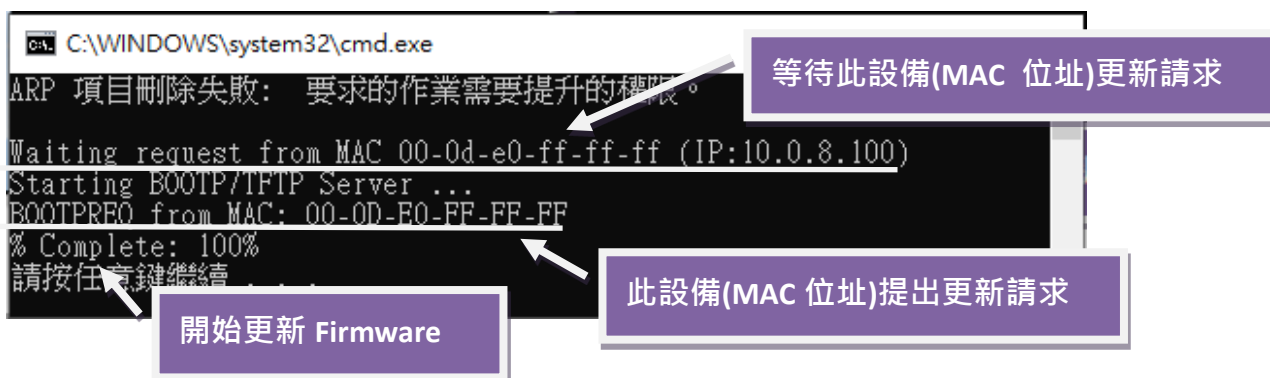 C:\WINDOWS\system32\cmd.exe
等待此設備(MAC 位址)更新請求
ARP 項目刪除失敗: 要求的作業需要提升的權限。
Waiting request from MAC 00-0d-e0-ff-ff-ff (IP:10.0.8.100)
Starting BOOTP/TFTP Server ...
BOOTPREQ from MAC: 00-0D-E0-FF-FF-FF
% Complete: 100%
請按任意鍵繼續 . . .
此設備(MAC 位址)提出更新請求
開始更新 Firmware